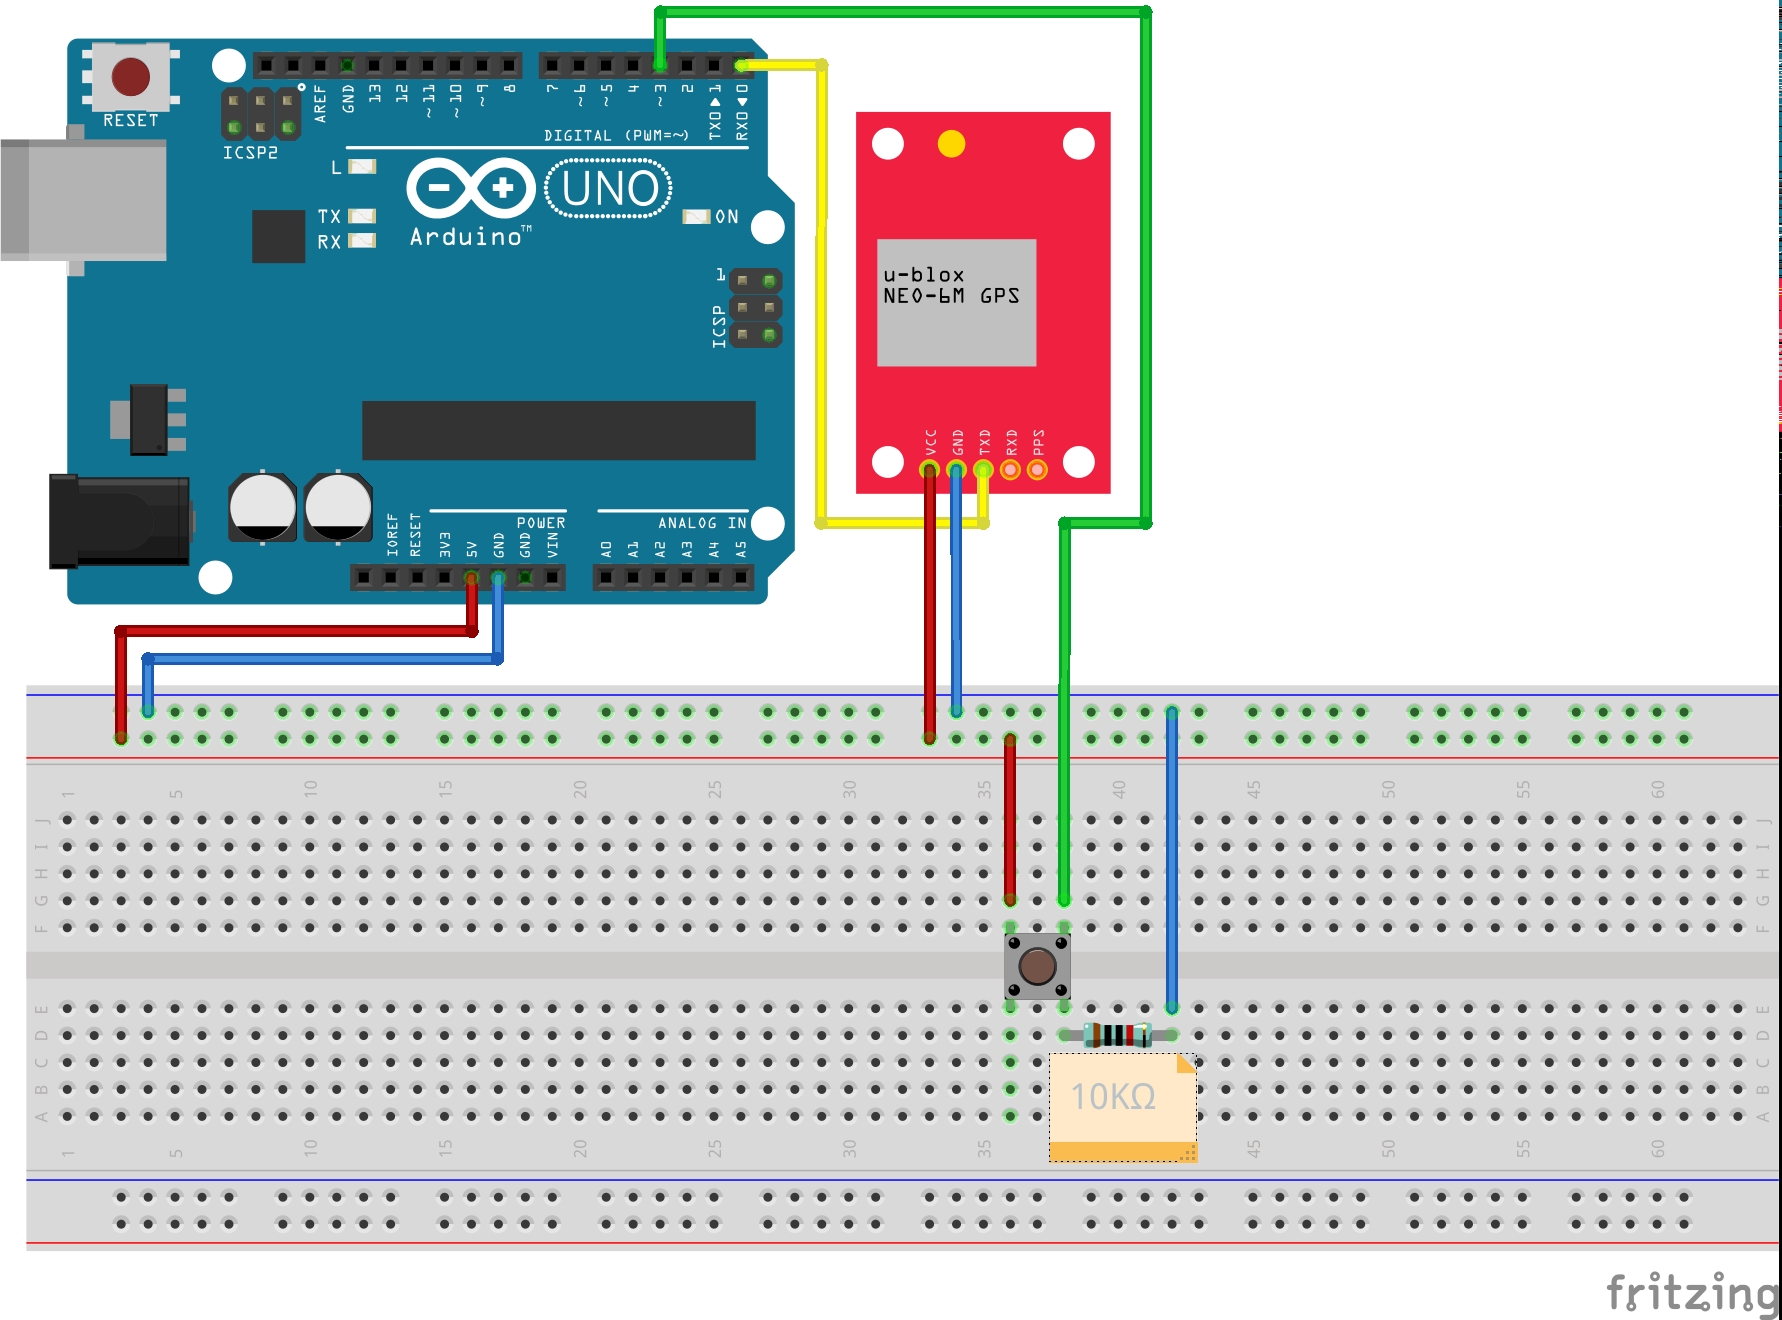 RESET
ICSP2
AREF
GND
13
12
~11
~10
~9
8
7
~6
~5
4
~3
2
TX0▶1
RX0◀0
DIGITAL (PWM=~)
L
TX
RX
UNO
Arduino™
ON
1
ICSP
u-blox
NEO-6M GPS
VCC
GND
TXD
RXD
PPS
IOREF
RESET
3V3
5V
GND
GND
VIN
POWER
ANALOG IN
A0
A1
A2
A3
A4
A5
1 5 10 15 20 25 30 35 40 45 50 55 60
J J
I I
H H
G G
F F
E E
D D
C C
B B
A A
10KΩ
1 5 10 15 20 25 30 35 45 50 55 60
fritzing